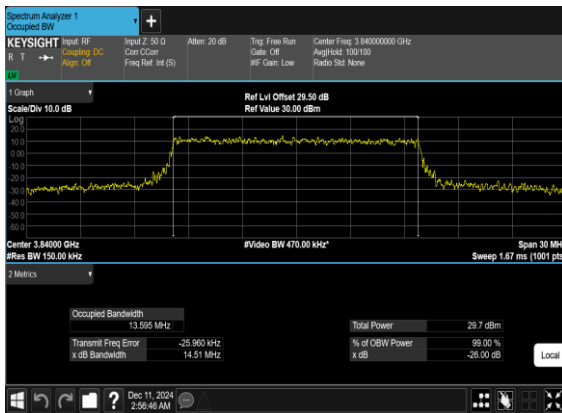 Spectrum Analyzer 1
Occupied BW
KEYSIGHT Input: RF Input Z: 50 Ω Atten: 20 dB Trig: Free Run Center Freq: 3.840000000 GHz
R T Coupling: DC Corr CCorr Gate: Off Avg|Hold: 100/100
Align: Off Freq Ref: Int (S) #IF Gain: Low Radio Std: None
1 Graph
Ref Lvl Offset 29.50 dB
Scale/Div 10.0 dB Ref Value 30.00 dBm
Log
20.0
10.0
0.00
-10.0
-20.0
-30.0
-40.0
-50.0
-60.0
Center 3.84000 GHz #Video BW 470.00 kHz* Span 30 MH
#Res BW 150.00 kHz Sweep 1.67 ms (1001 pts
2 Metrics
Occupied Bandwidth
13.595 MHz Total Power 29.7 dBm
Transmit Freq Error -25.960 kHz % of OBW Power 99.00 %
x dB Bandwidth 14.51 MHz x dB -26.00 dB
Local
Dec 11, 2024
2:56:46 AM